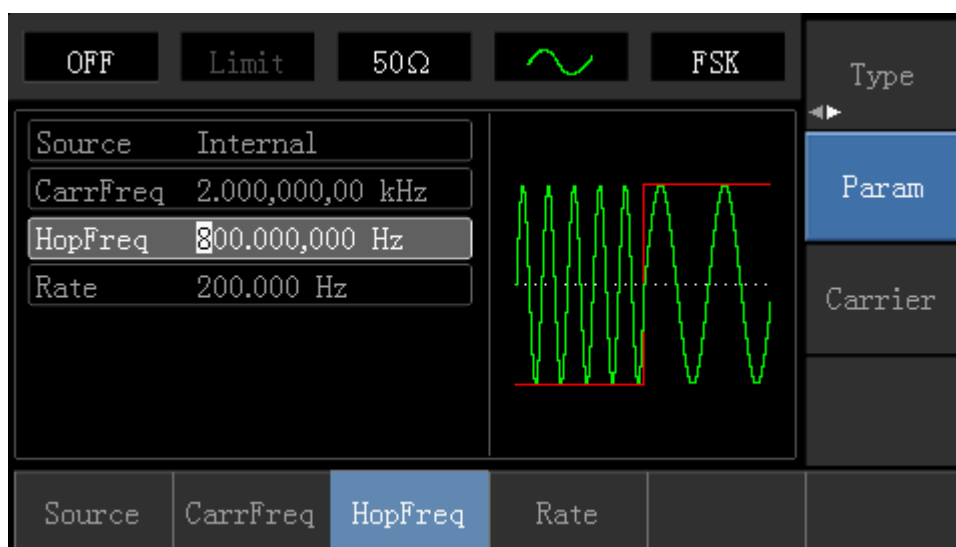 OFF Limit 50Ω FSK
Type
Source Internal
CarrFreq 2.000,000,00 kHz
Param
HopFreq 800.000,000 Hz
Rate 200.000 Hz
Carrier
Source CarrFreq HopFreq Rate